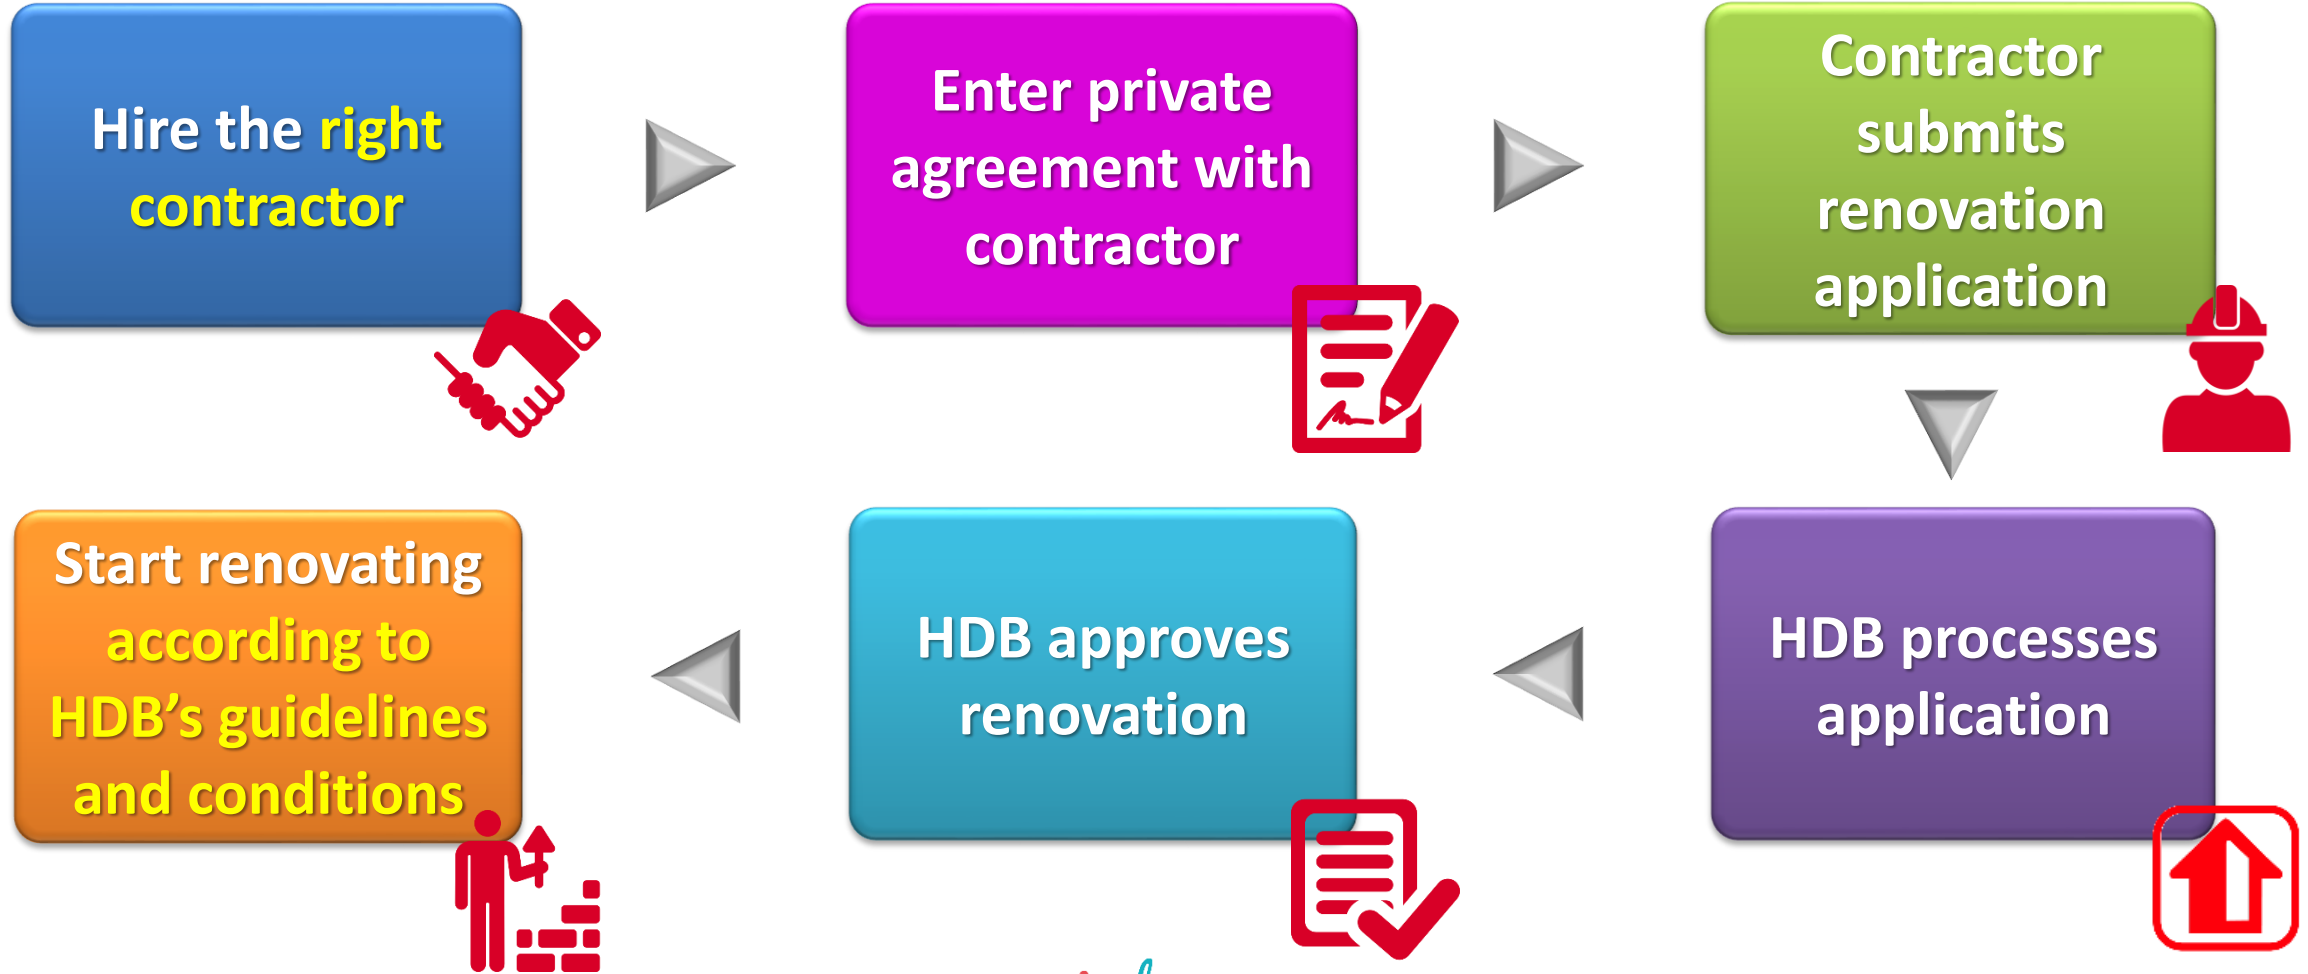 Hire the right
contractor
Enter private
agreement with
contractor
Contractor
submits
renovation
application
HDB processes
application
HDB approves
renovation
Start renovating
according to
HDB’s guidelines
and conditions